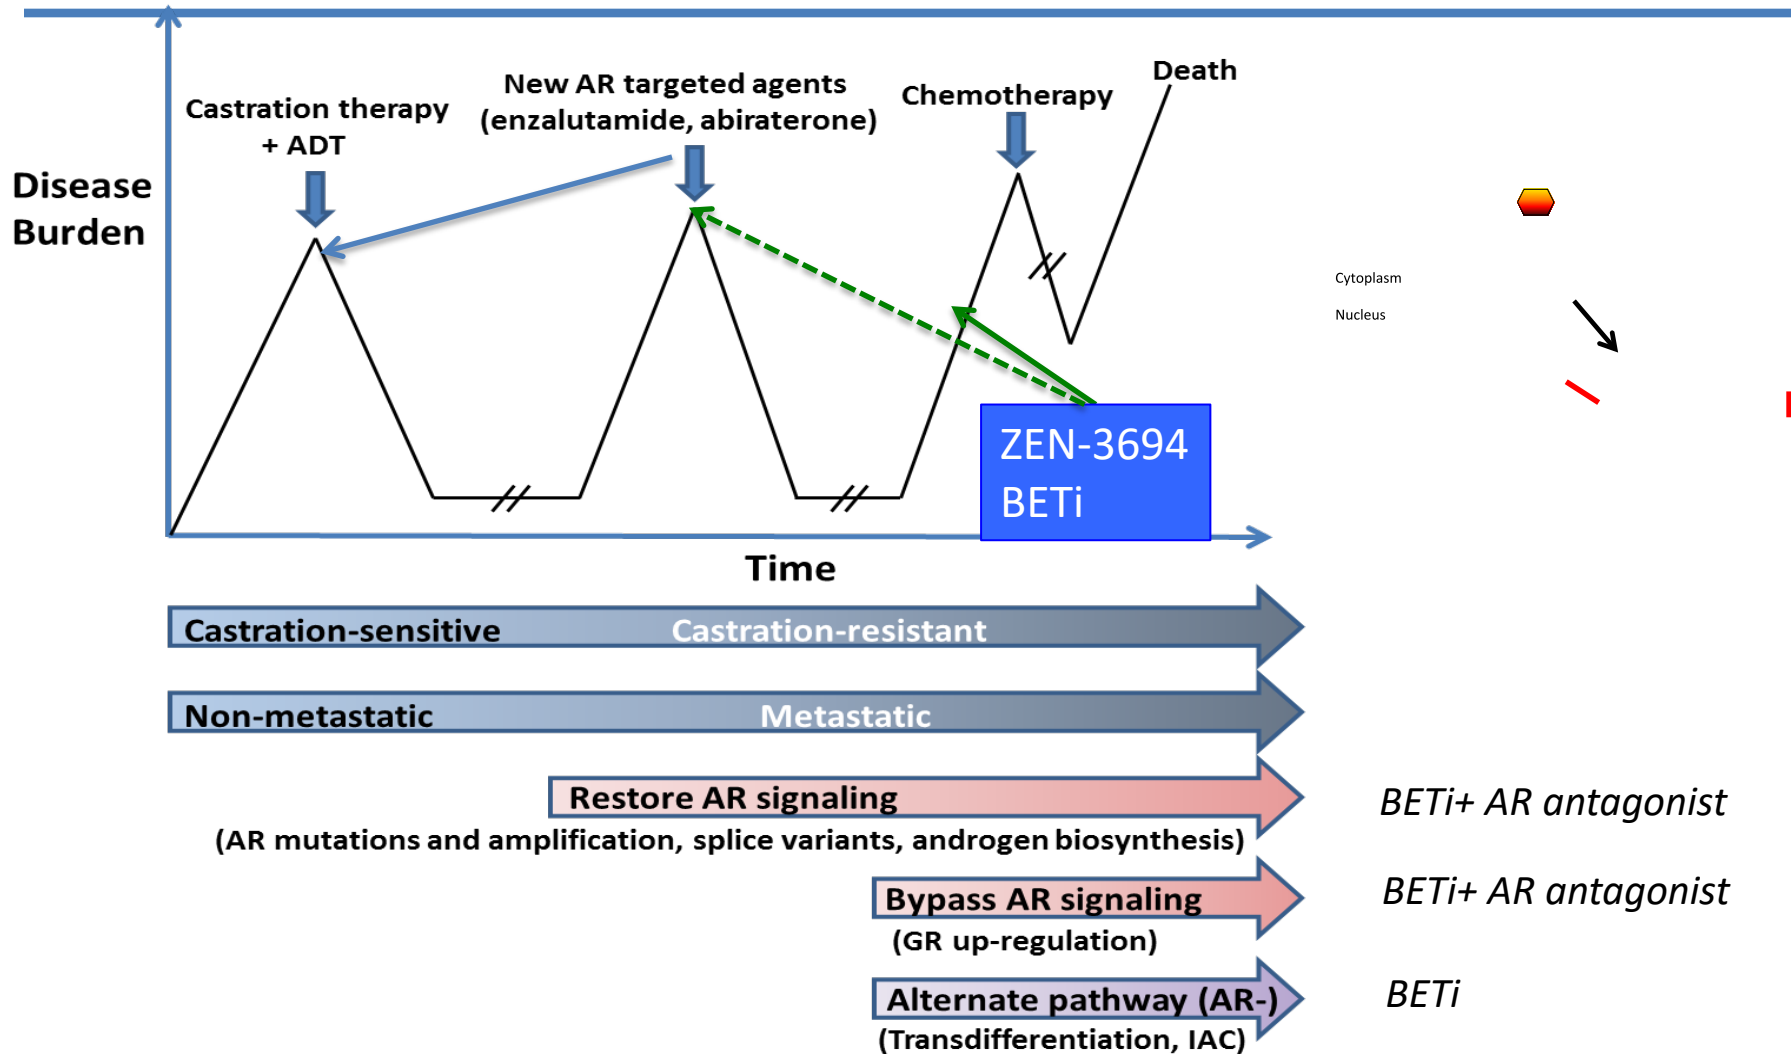 Death
New AR targeted agents
(enzalutamide, abiraterone)
Chemotherapy
Castration therapy
+ ADT
Disease
Burden
Cytoplasm
Nucleus
ZEN-3694
BETi
Time
Castration-sensitive
Castration-resistant
Non-metastatic
Metastatic
Restore AR signaling
BETi+ AR antagonist
(AR mutations and amplification, splice variants, androgen biosynthesis)
Bypass AR signaling
BETi+ AR antagonist
(GR up-regulation)
Alternate pathway (AR-)
BETi
(Transdifferentiation, IAC)